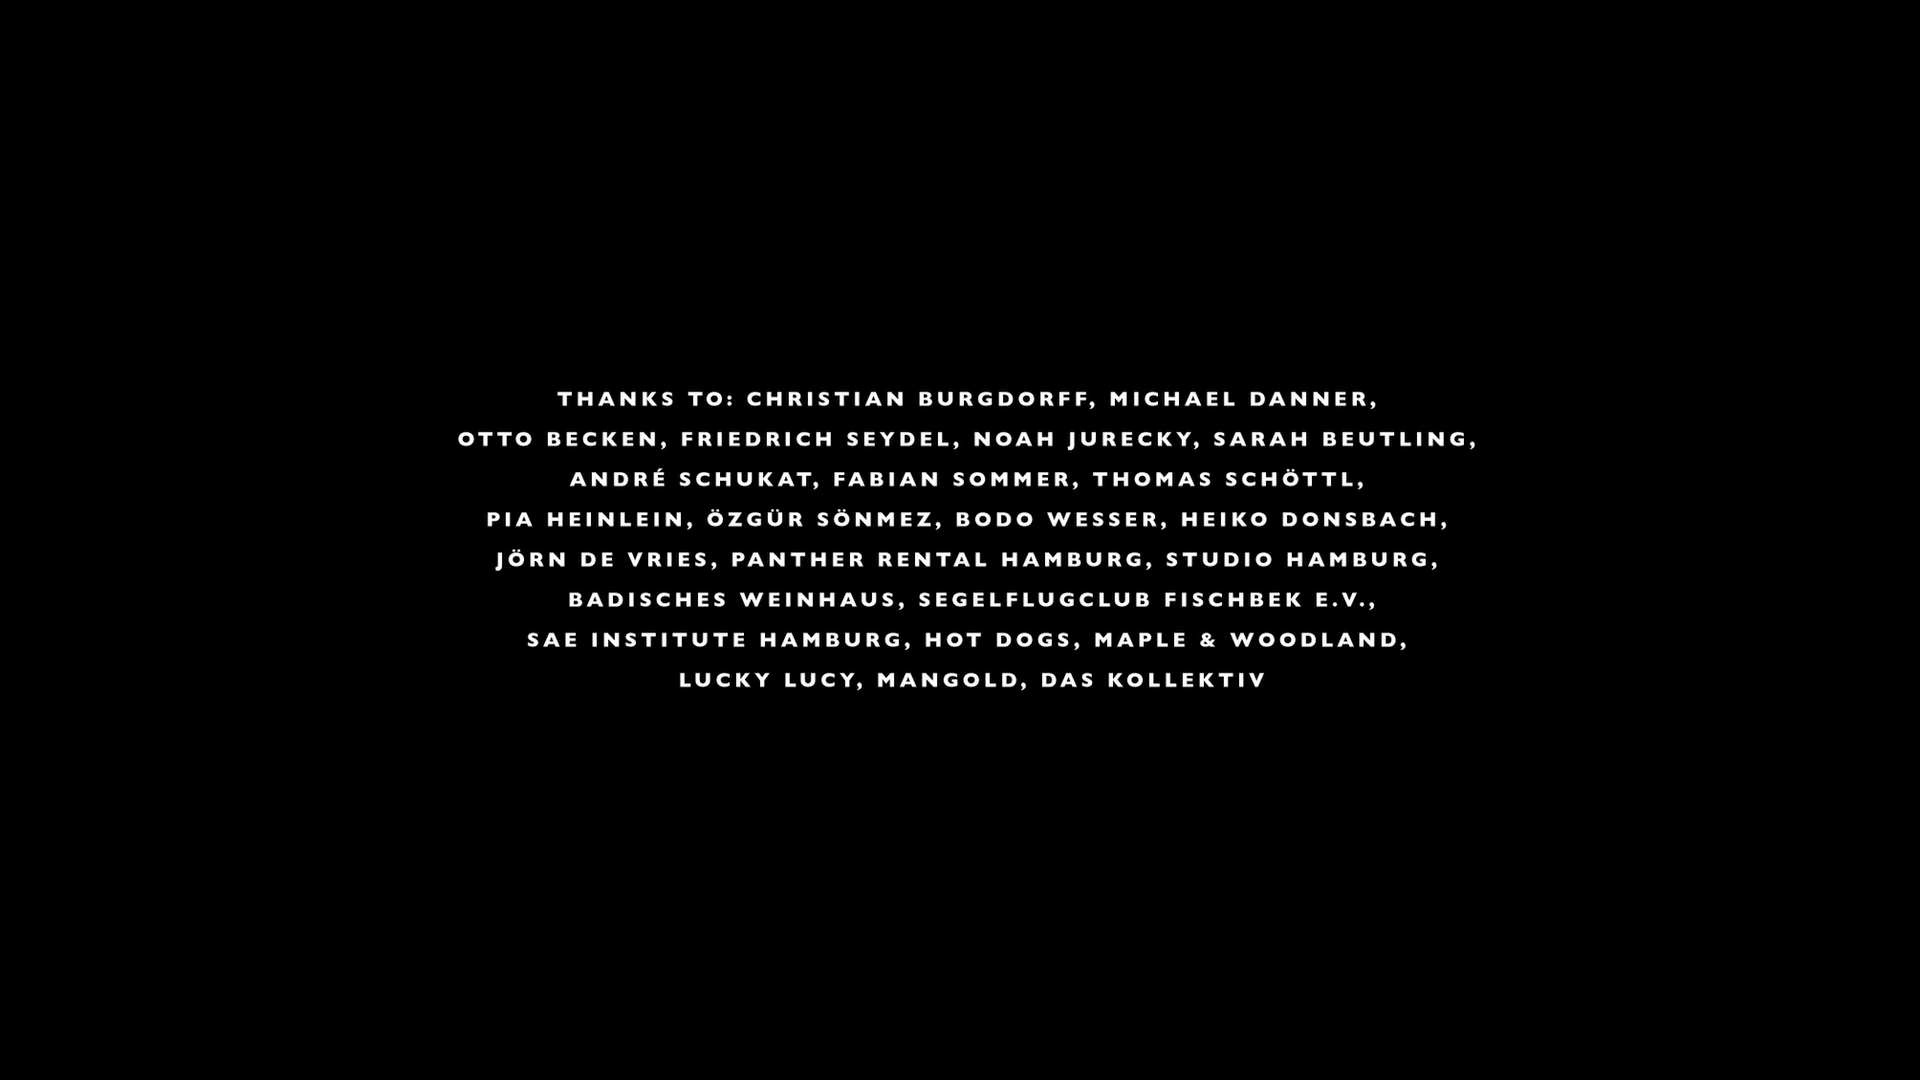 THANKS TO: CHRISTIAN BURGDORFF, MICHAEL DANNER,
OTTO BECKEN, FRIEDRICH SEYDEL, NOAH JURECKY, SARAH BEUTLING,
ANDRÉ SCHUKAT, FABIAN SOMMER, THOMAS SCHÖTTL,
PIA HEINLEIN, ÖZGÜR SÖNMEZ, BODO WESSER, HEIKO DONSBACH,
JÖRN DE VRIES, PANTHER RENTAL HAMBURG, STUDIO HAMBURG,
BADISCHES WEINHAUS, SEGELFLUGCLUB FISCHBEK E.V.,
SAE INSTITUTE HAMBURG, HOT DOGS, MAPLE & WOODLAND,
LUCKY LUCY, MANGOLD, DAS KOLLEKTIV